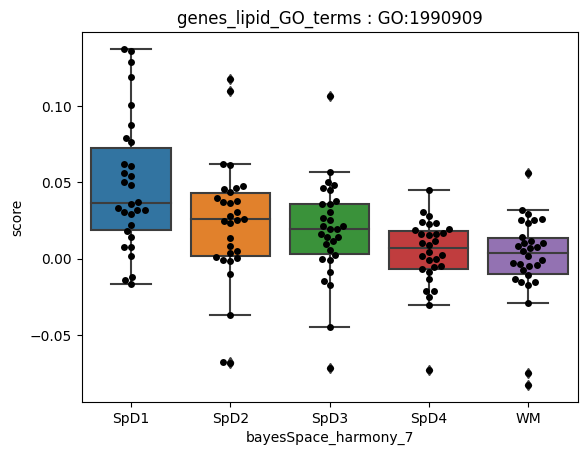 genes_lipid_GO_terms : GO:1990909
score
0.10
0.05
0.00
−0.05
SpD1 SpD2 SpD3 SpD4 WM
bayesSpace_harmony_7